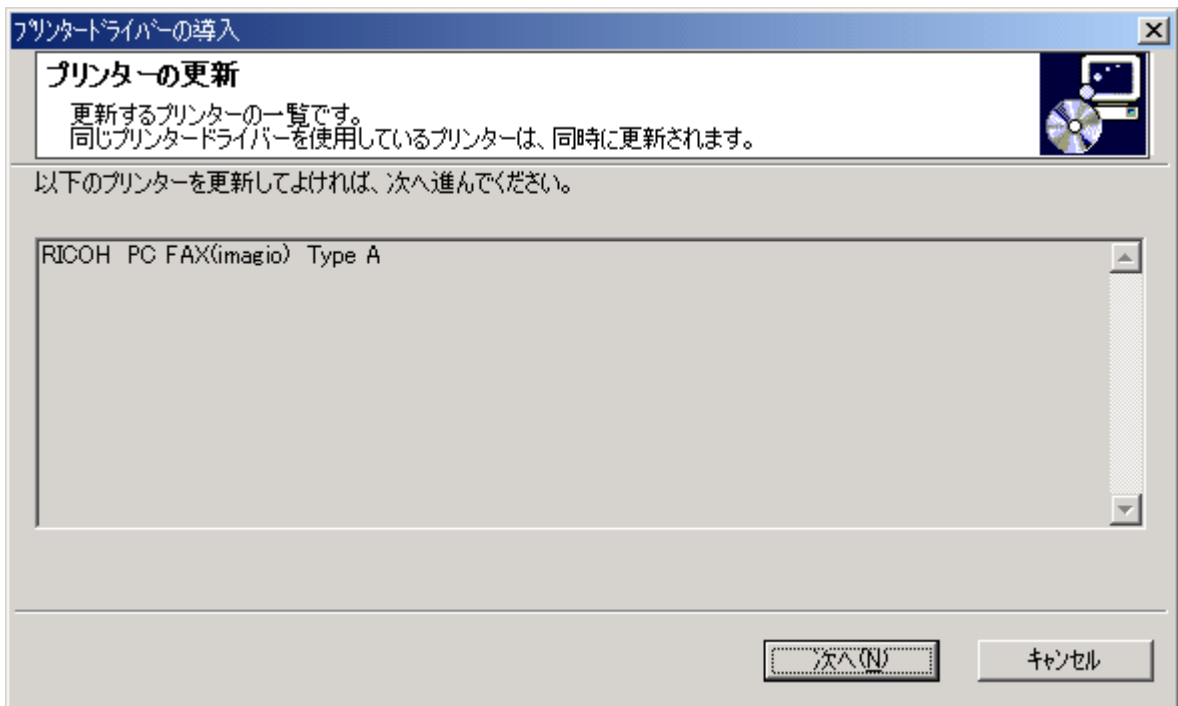 プリンタードライバーの導入
プリンターの更新
更新するプリンターの一覧です。
同じプリンタードライバーを使用しているプリンターは、同時に更新されます。
以下のプリンターを更新してよければ、次へ進んでください。
RICOH PC FAX(imagio) Type A
次へ(N)
キャンセル